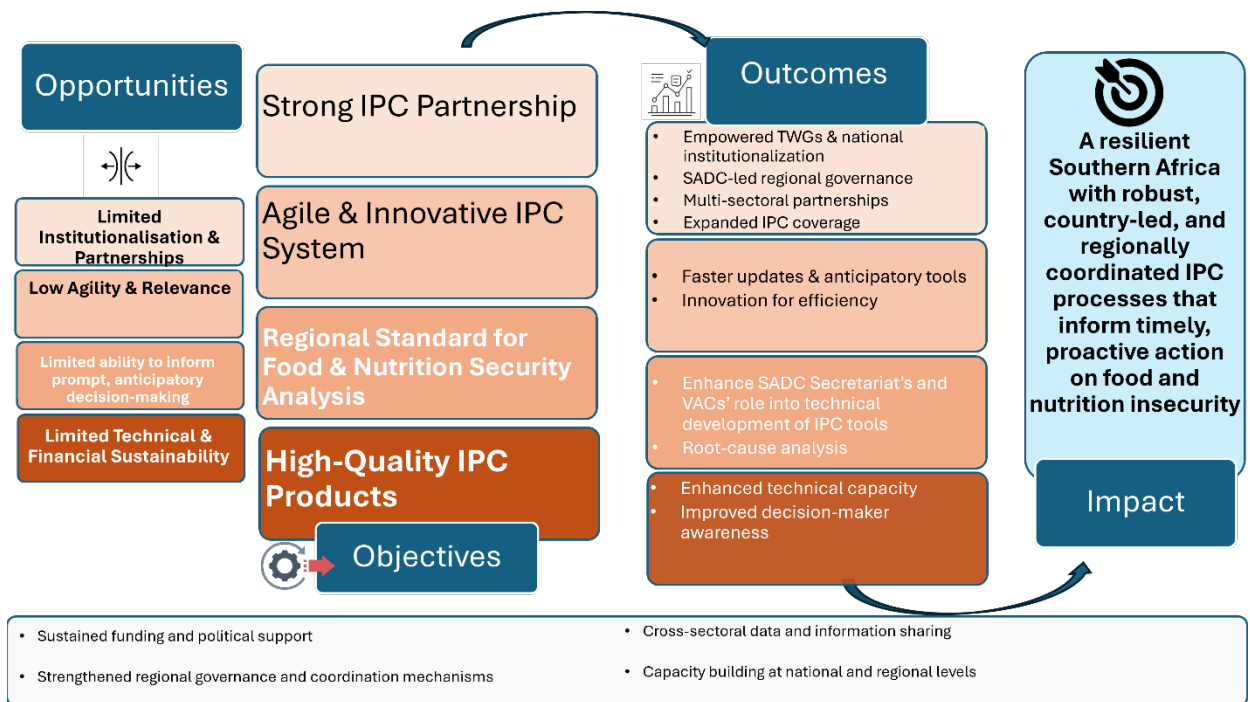 Opportunities
Limited
Institutionalisation &
Partnerships
Low Agility & Relevance
Limited ability to inform
prompt, anticipatory
decision-making
Limited Technical &
Financial Sustainability
Strong IPC Partnership
Agile & Innovative IPC
System
Regional Standard for
Food & Nutrition Security
Analysis
High-Quality IPC
Products
Objectives
Outcomes
• Empowered TWGs & national
institutionalization
• SADC-led regional governance
• Multi-sectoral partnerships
• Expanded IPC coverage
• Faster updates & anticipatory tools
• Innovation for efficiency
• Enhance SADC Secretariat's and
VACs' role into technical
development of IPC tools
• Root-cause analysis
• Enhanced technical capacity
• Improved decision-maker
awareness
A resilient
Southern Africa
with robust,
country-led, and
regionally
coordinated IPC
processes that
inform timely,
proactive action
on food and
nutrition insecurity
Impact
• Sustained funding and political support
• Strengthened regional governance and coordination mechanisms
• Cross-sectoral data and information sharing
• Capacity building at national and regional levels